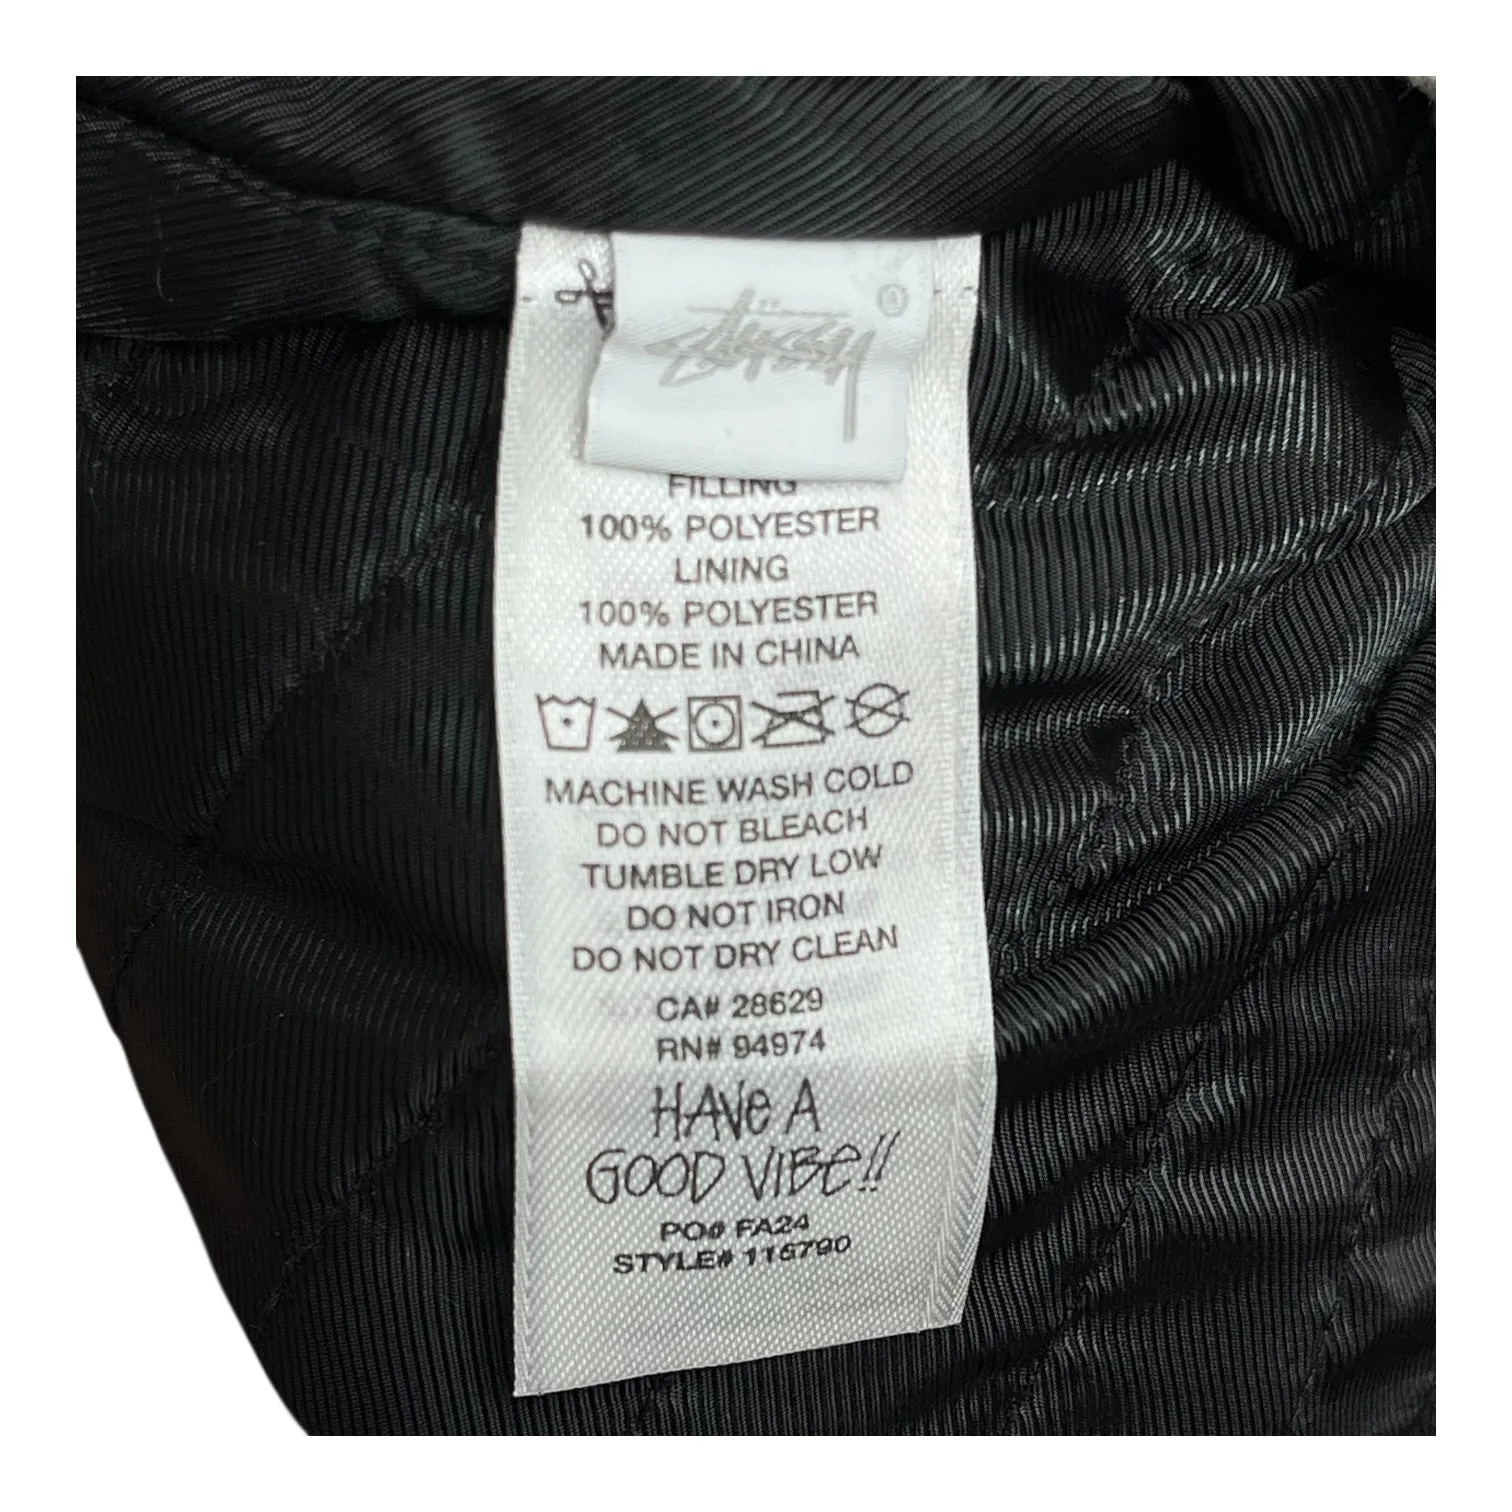 Stüssy ®
FILLING
100% POLYESTER
LINING
100% POLYESTER
MADE IN CHINA
MACHINE WASH COLD
DO NOT BLEACH
TUMBLE DRY LOW
DO NOT IRON
DO NOT DRY CLEAN
CA# 28629
RN# 94974
HAVe A
GOOD VIBe!!
PO# FA24
STYLE# 115790